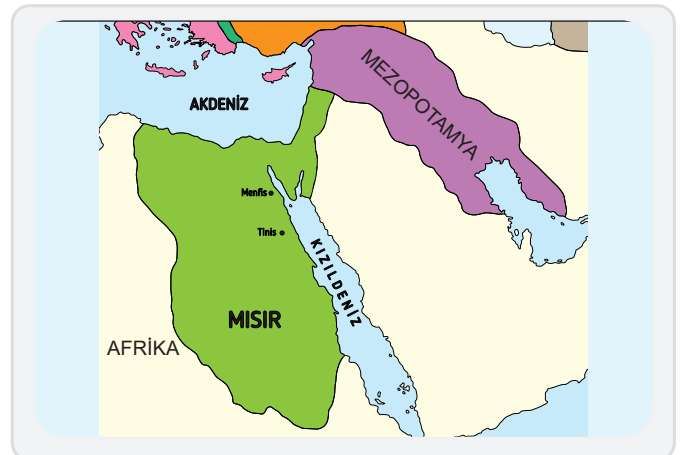 MEZOPOTAMYA
AKDENİZ
Menfis
Tinis
KIZILDENİZ
MISIR
AFRİKA